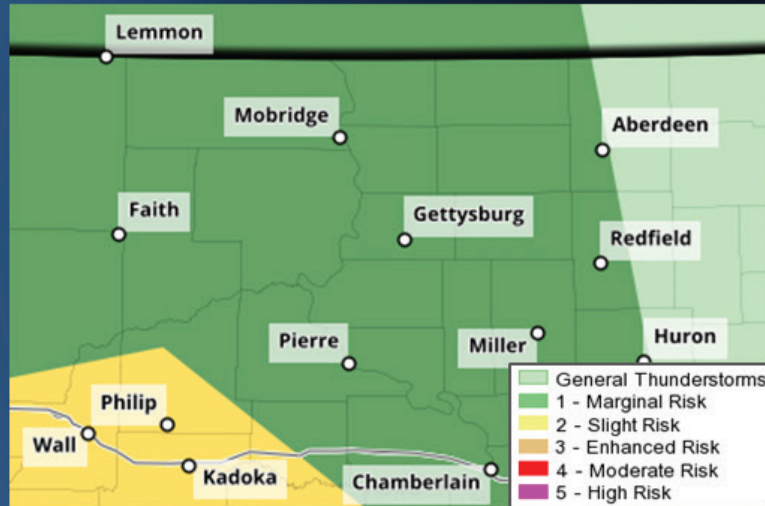 Lemmon
Mobridge
Aberdeen
Faith
Gettysburg
Redfield
Pierre
Miller
Huron
Philip
Wall
Kadoka
Chamberlain
General Thunderstorms
1 - Marginal Risk
2 - Slight Risk
3 - Enhanced Risk
4 - Moderate Risk
5 - High Risk